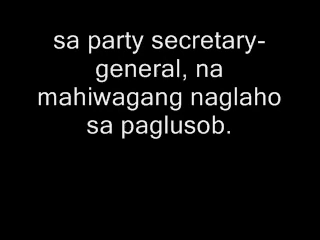 sa party secretary-
general, na
mahiwagang naglaho
sa paglusob.